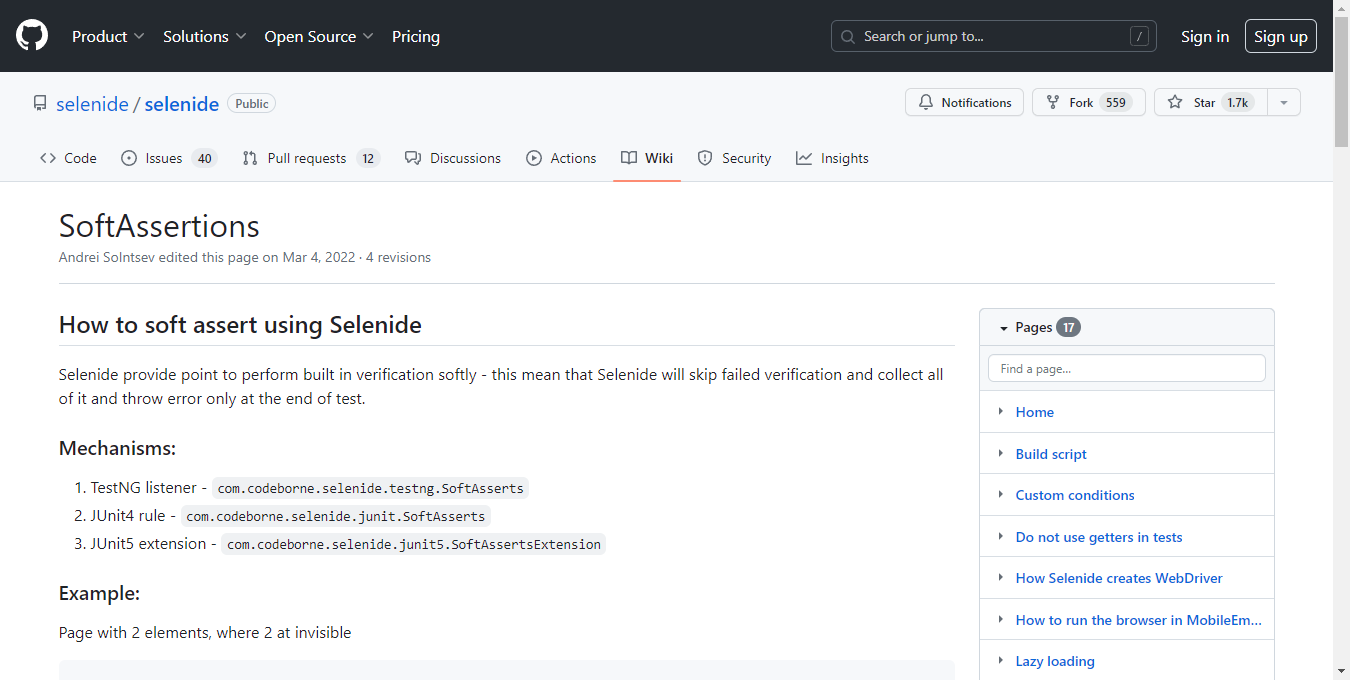 Product Solutions Open Source Pricing Search or jump to... / Sign in Sign up
selenide / selenide Public Notifications Fork 559 Star 1.7k
Code Issues 40 Pull requests 12 Discussions Actions Wiki Security Insights
SoftAssertions
Andrei Solntsev edited this page on Mar 4, 2022 · 4 revisions
How to soft assert using Selenide
Selenide provide point to perform built in verification softly - this mean that Selenide will skip failed verification and collect all
of it and throw error only at the end of test.
Mechanisms:
1. TestNG listener - com.codeborne.selenide.testng.SoftAsserts
2. JUnit4 rule - com.codeborne.selenide.junit.SoftAsserts
3. JUnit5 extension - com.codeborne.selenide.junit5.SoftAssertsExtension
Example:
Page with 2 elements, where 2 at invisible
Pages 17
Find a page...
Home
Build script
Custom conditions
Do not use getters in tests
How Selenide creates WebDriver
How to run the browser in MobileEm...
Lazy loading